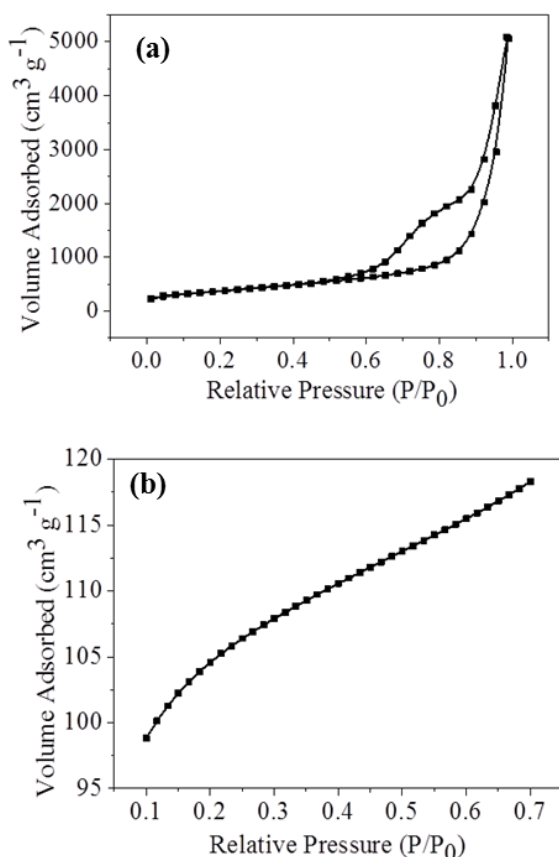 (a)
Volume Adsorbed (cm³ g⁻¹)
5000
4000
3000
2000
1000
0
0.0 0.2 0.4 0.6 0.8 1.0
Relative Pressure (P/P₀)
(b)
Volume Adsorbed (cm³ g⁻¹)
120
115
110
105
100
95
0.1 0.2 0.3 0.4 0.5 0.6 0.7
Relative Pressure (P/P₀)